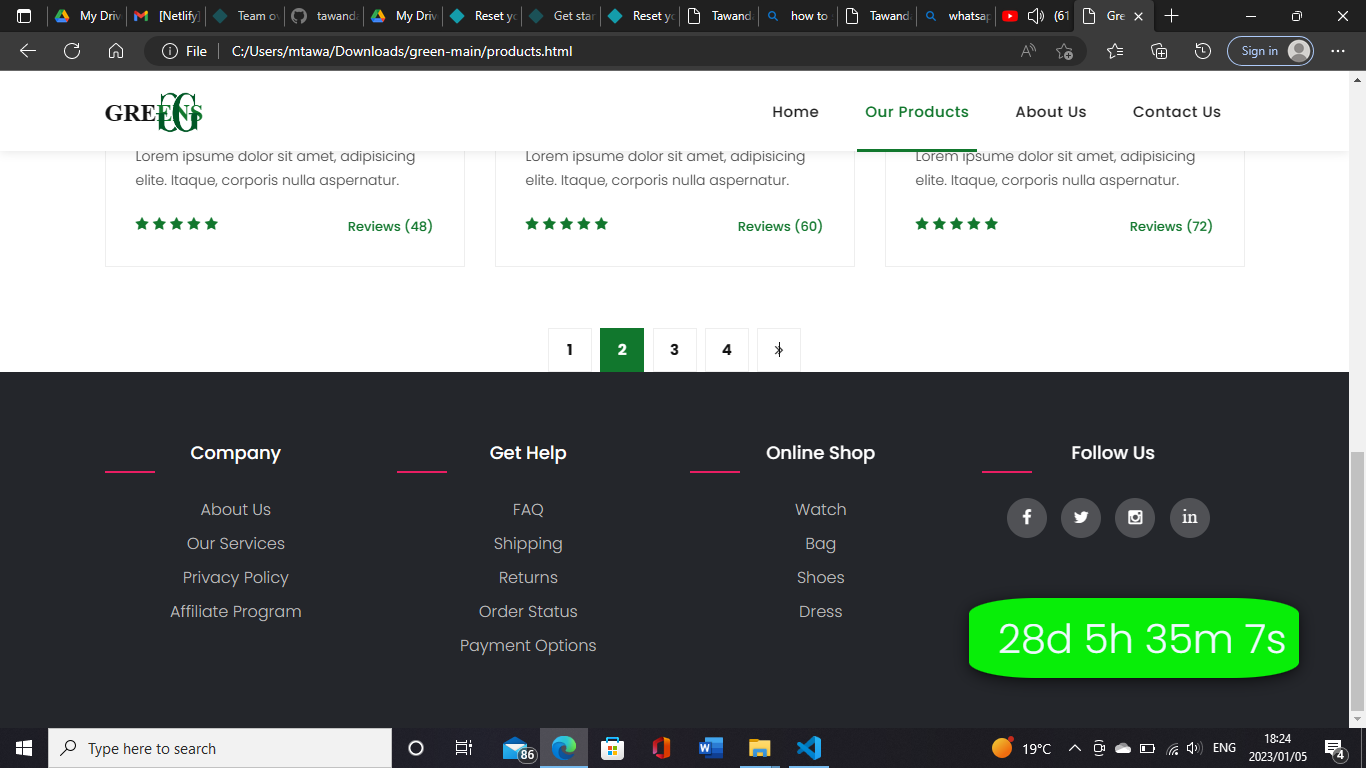 My Driv
[Netlify]
Team ov
tawand
My Driv
Reset yo
Get star
Reset yo
Tawand
how to
Tawand
whatsap
(61
Gre
File
C:/Users/mtawa/Downloads/green-main/products.html
Sign in
GREENS
Home
Our Products
About Us
Contact Us
Lorem ipsume dolor sit amet, adipisicing
elite. Itaque, corporis nulla aspernatur.
Reviews (48)
Lorem ipsume dolor sit amet, adipisicing
elite. Itaque, corporis nulla aspernatur.
Reviews (60)
Lorem ipsume dolor sit amet, adipisicing
elite. Itaque, corporis nulla aspernatur.
Reviews (72)
1 2 3 4 »
Company
About Us
Our Services
Privacy Policy
Affiliate Program
Get Help
FAQ
Shipping
Returns
Order Status
Payment Options
Online Shop
Watch
Bag
Shoes
Dress
Follow Us
28d 5h 35m 7s
Type here to search
86
19°C
ENG
18:24
2023/01/05
4